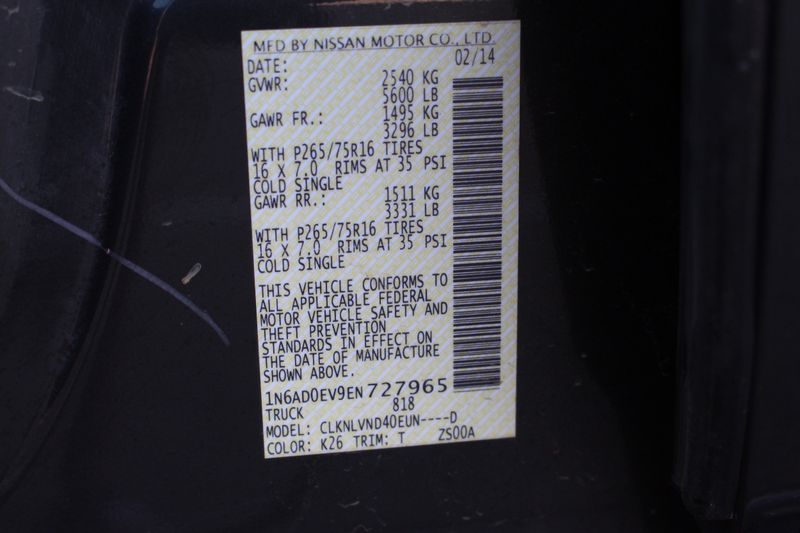 MFD BY NISSAN MOTOR CO., LTD.
DATE: 02/14
GVWR: 2540 KG
5600 LB
GAWR FR.: 1495 KG
3296 LB
WITH P265/75R16 TIRES
16 X 7.0 RIMS AT 35 PSI
COLD SINGLE
GAWR RR.: 1511 KG
3331 LB
WITH P265/75R16 TIRES
16 X 7.0 RIMS AT 35 PSI
COLD SINGLE
THIS VEHICLE CONFORMS TO
ALL APPLICABLE FEDERAL
MOTOR VEHICLE SAFETY AND
THEFT PREVENTION
STANDARDS IN EFFECT ON
THE DATE OF MANUFACTURE
SHOWN ABOVE.
1N6AD0EV9EN727965
TRUCK 818
MODEL: CLKNLVND40EUN----D
COLOR: K26 TRIM: T ZS00A